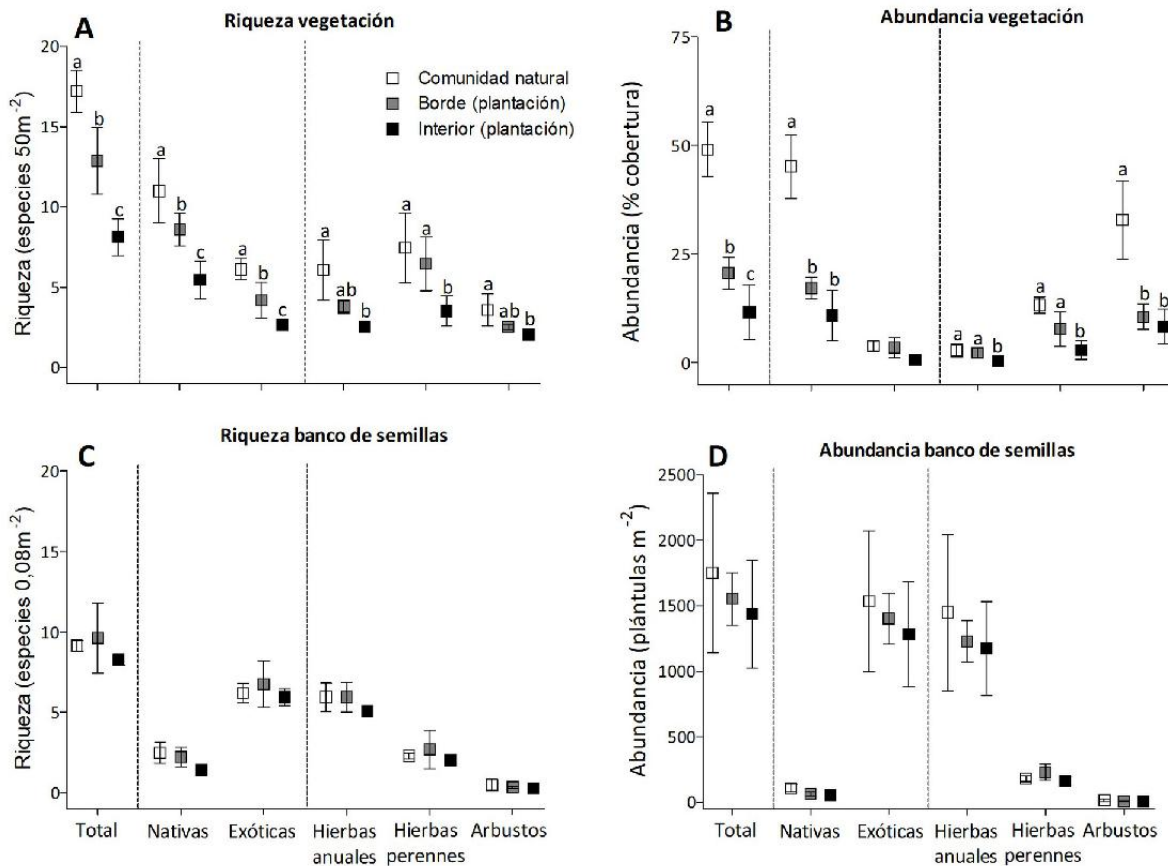 A
Riqueza vegetación
20
15
10
5
0
Riqueza (especies 50m⁻²)
Comunidad natural
Borde (plantación)
Interior (plantación)
a
b
c
a
b
c
a
b
c
a
ab
b
a
a
b
a
ab
b
B
Abundancia vegetación
75
50
25
0
Abundancia (% cobertura)
a
b
c
a
b
b
a
a
b
a
a
b
a
b
b
C
Riqueza banco de semillas
20
15
10
5
0
Riqueza (especies 0,08m⁻²)
Total
Nativas
Exóticas
Hierbas
anuales
Hierbas
perennes
Arbustos
D
Abundancia banco de semillas
2500
2000
1500
1000
500
0
Abundancia (plántulas m⁻²)
Total
Nativas
Exóticas
Hierbas
anuales
Hierbas
perennes
Arbustos